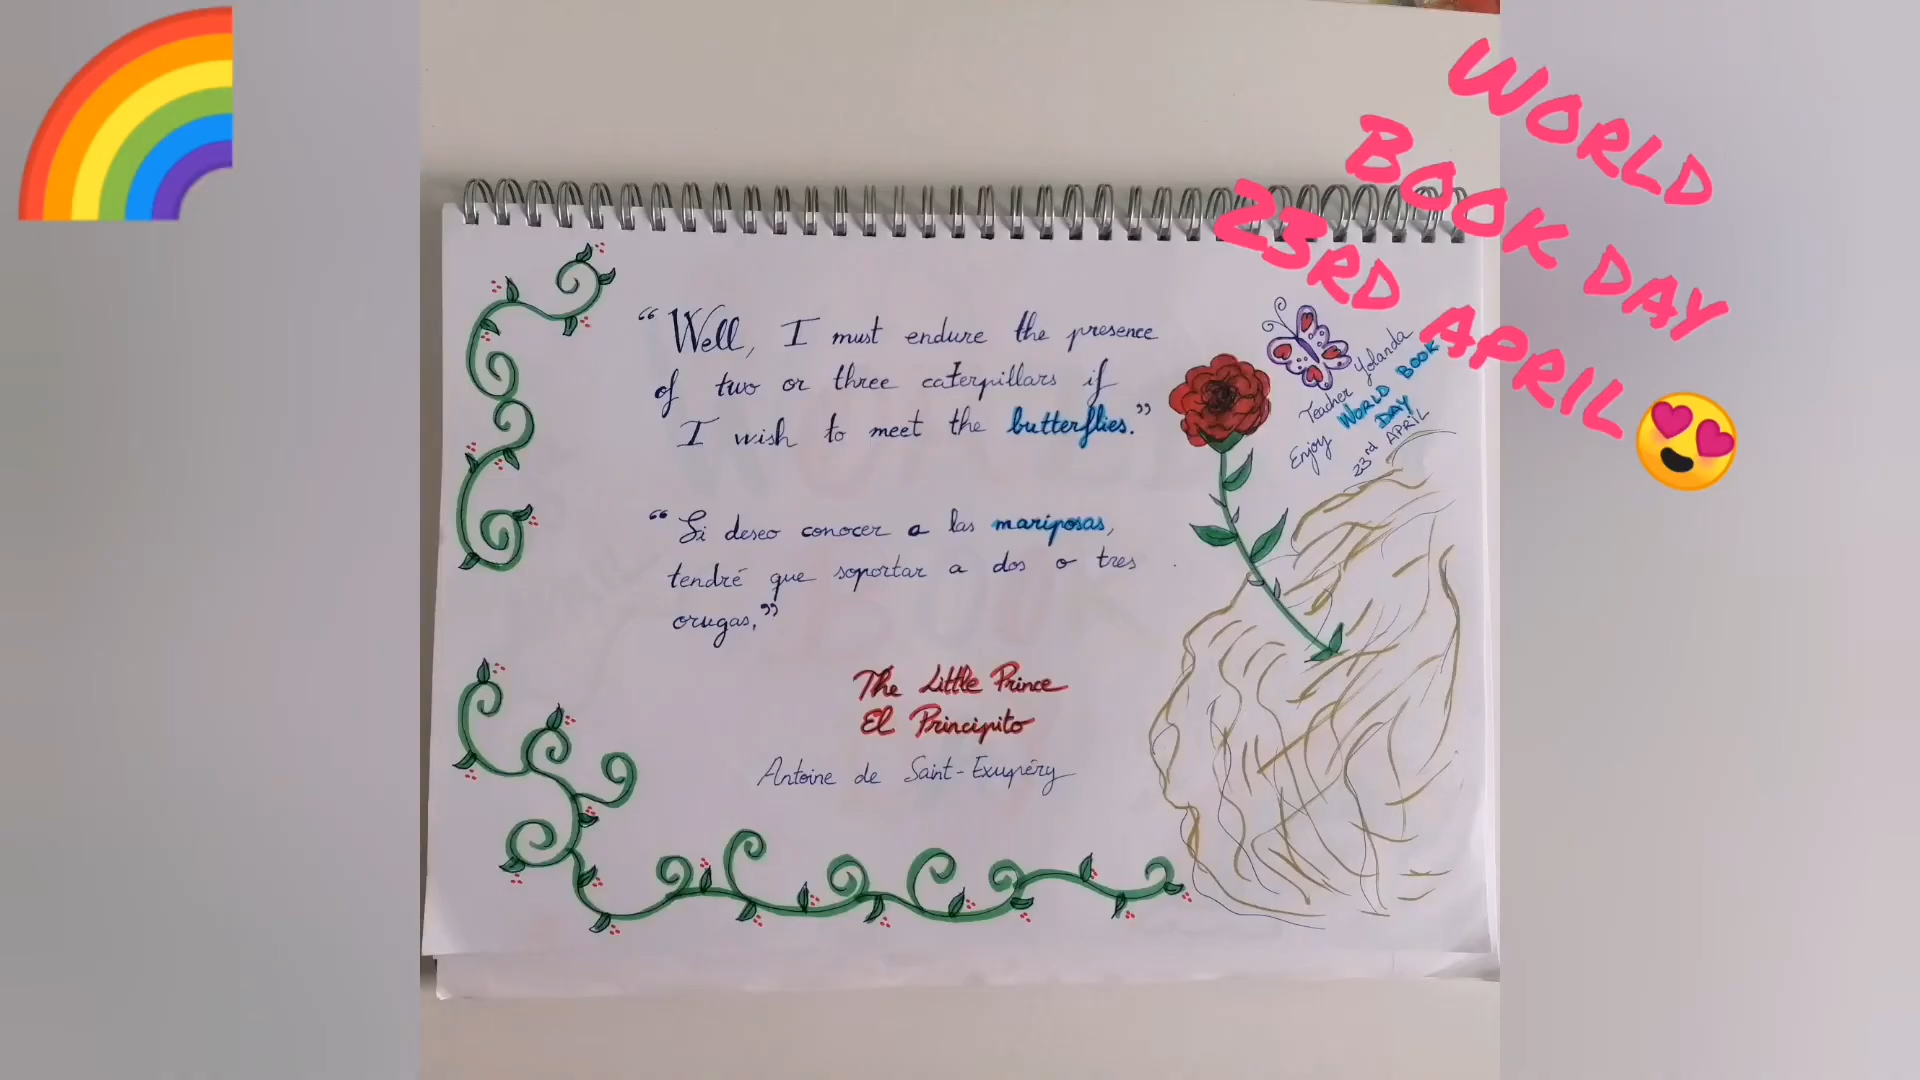 WORLD
BOOK DAY
23RD APRIL
“Well, I must endure the presence
of two or three caterpillars if
I wish to meet the butterflies.”
“Si deseo conocer a las mariposas,
tendré que soportar a dos o tres
orugas.”
The Little Prince
El Principito
Antoine de Saint-Exupéry
Teacher Yolanda
Enjoy WORLD BOOK
DAY
23rd APRIL